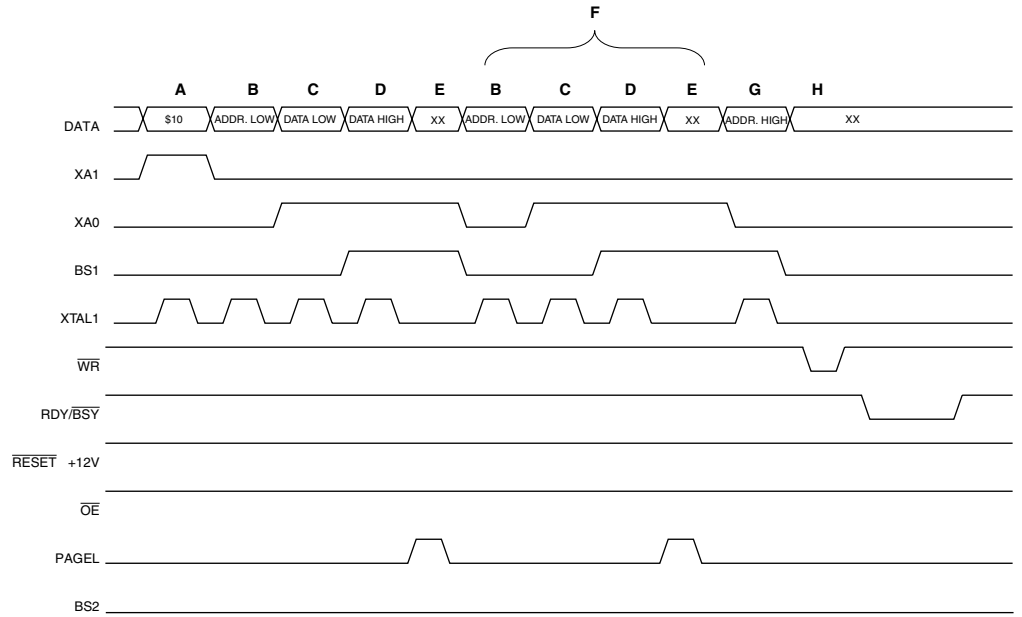 F
A B C D E B C D E G H
DATA $10 ADDR. LOW DATA LOW DATA HIGH XX ADDR. LOW DATA LOW DATA HIGH XX ADDR. HIGH XX
XA1
XA0
BS1
XTAL1
WR
RDY/BSY
RESET +12V
OE
PAGEL
BS2